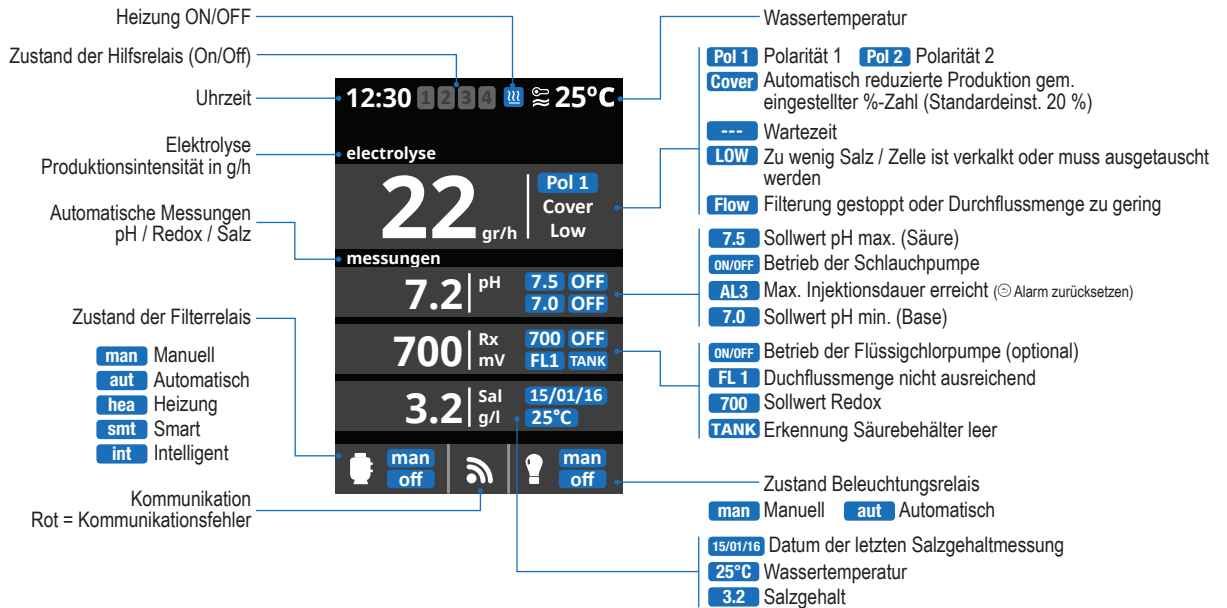 Heizung ON/OFF
Zustand der Hilfsrelais (On/Off)
Uhrzeit
Elektrolyse
Produktionsintensität in g/h
Automatische Messungen
pH / Redox / Salz
Zustand der Filterrelais
man Manuell
aut Automatisch
hea Heizung
smt Smart
int Intelligent
Kommunikation
Rot = Kommunikationsfehler
12:30 1 2 3 4 25°C
electrolyse
22 gr/h
Pol 1
Cover
Low
messungen
7.2 pH 7.5 OFF
7.0 OFF
700 Rx 700 OFF
mV FL1 TANK
3.2 Sal 15/01/16
g/l 25°C
man
off
man
off
Wassertemperatur
Pol 1 Polarität 1 Pol 2 Polarität 2
Cover Automatisch reduzierte Produktion gem.
eingestellter %-Zahl (Standardeinst. 20 %)
--- Wartezeit
LOW Zu wenig Salz / Zelle ist verkalkt oder muss ausgetauscht
werden
Flow Filterung gestoppt oder Durchflussmenge zu gering
7.5 Sollwert pH max. (Säure)
ON/OFF Betrieb der Schlauchpumpe
AL3 Max. Injektionsdauer erreicht (⊝ Alarm zurücksetzen)
7.0 Sollwert pH min. (Base)
ON/OFF Betrieb der Flüssigchlorpumpe (optional)
FL 1 Duchflussmenge nicht ausreichend
700 Sollwert Redox
TANK Erkennung Säurebehälter leer
Zustand Beleuchtungsrelais
man Manuell aut Automatisch
15/01/16 Datum der letzten Salzgehaltmessung
25°C Wassertemperatur
3.2 Salzgehalt